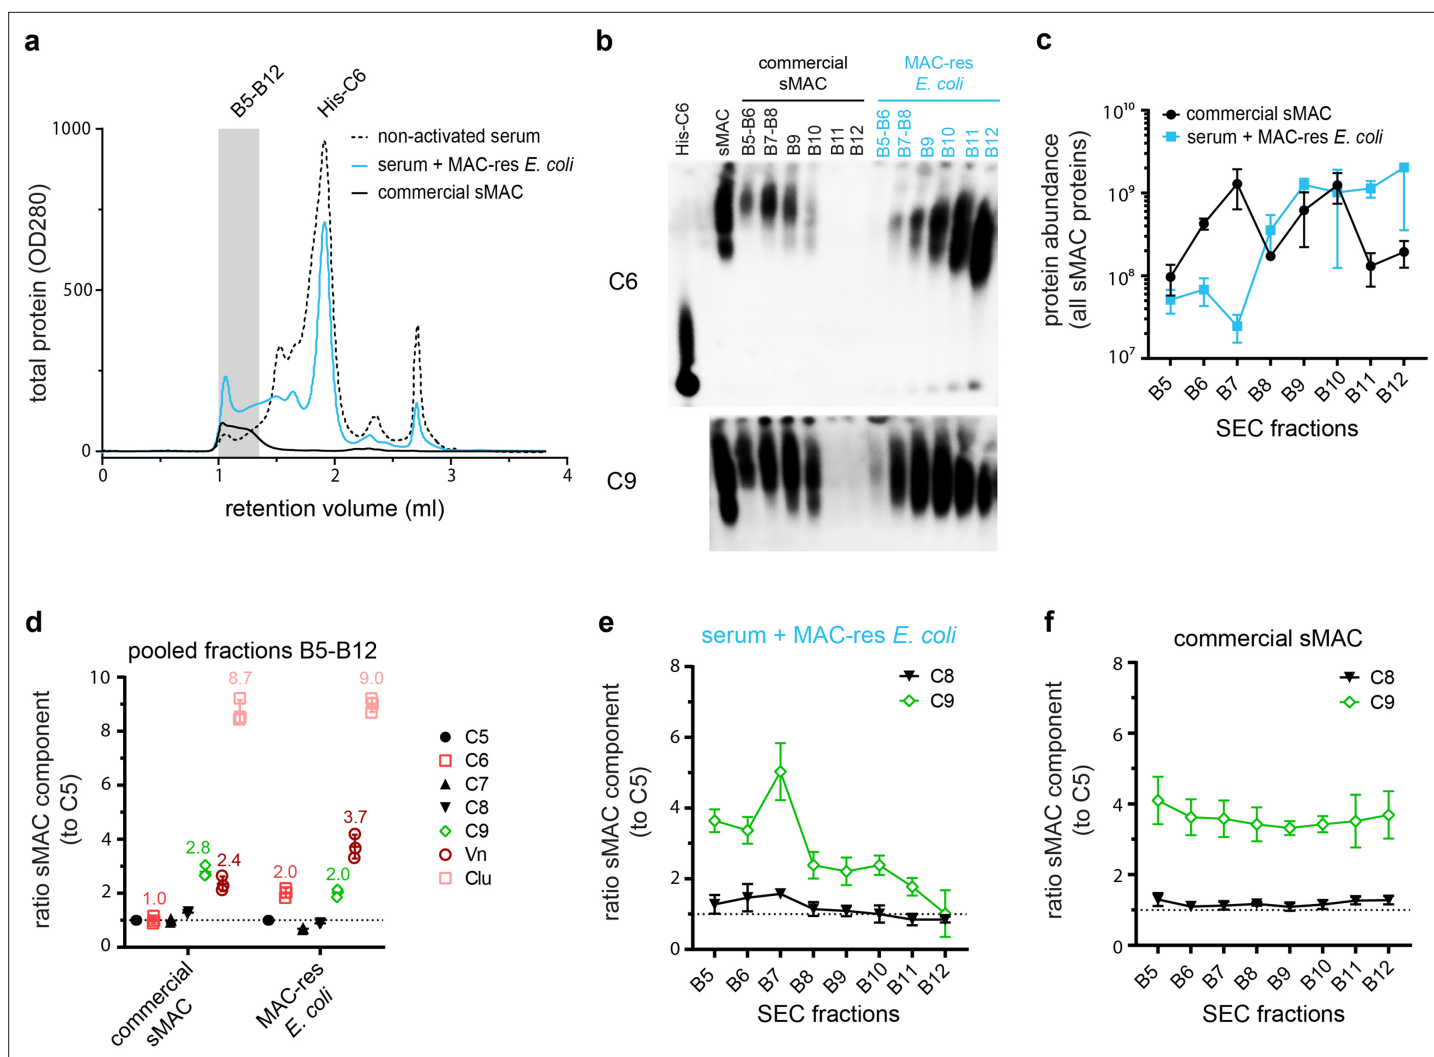 a
B5-B12
His-C6
1000
500
0
total protein (OD280)
non-activated serum
serum + MAC-res E. coli
commercial sMAC
0
1
2
3
4
retention volume (ml)
b
commercial
sMAC
MAC-res
E. coli
His-C6
sMAC
B5-B6
B7-B8
B9
B10
B11
B12
B5-B6
B7-B8
B9
B10
B11
B12
C6
C9
c
commercial sMAC
serum + MAC-res E. coli
10^10
10^9
10^8
10^7
protein abundance
(all sMAC proteins)
B5
B6
B7
B8
B9
B10
B11
B12
SEC fractions
d
pooled fractions B5-B12
10
8
6
4
2
0
ratio sMAC component
(to C5)
1.0
2.8
2.4
8.7
2.0
2.0
3.7
9.0
commercial
sMAC
MAC-res
E. coli
C5
C6
C7
C8
C9
Vn
Clu
e
serum + MAC-res E. coli
8
6
4
2
0
ratio sMAC component
(to C5)
C8
C9
B5
B6
B7
B8
B9
B10
B11
B12
SEC fractions
f
commercial sMAC
8
6
4
2
0
ratio sMAC component
(to C5)
C8
C9
B5
B6
B7
B8
B9
B10
B11
B12
SEC fractions